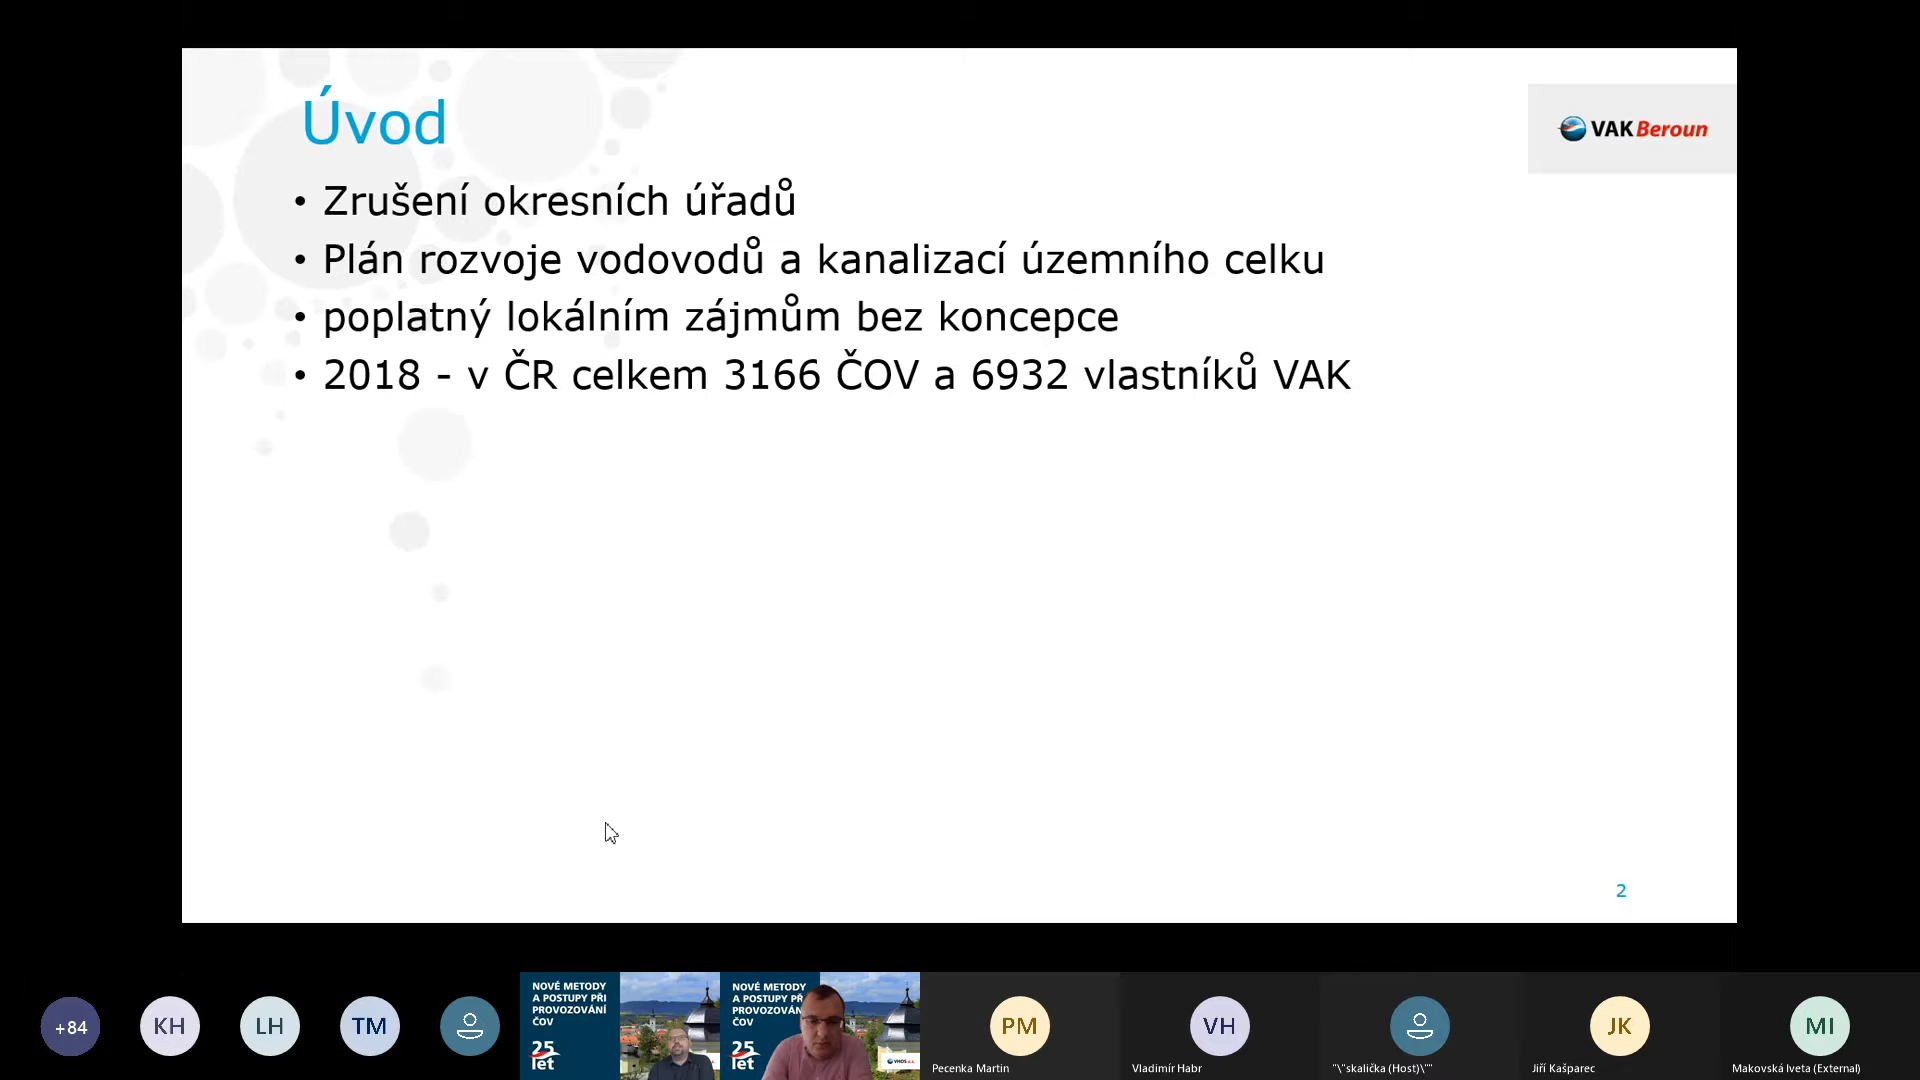 Úvod
VAK Beroun
• Zrušení okresních úřadů
• Plán rozvoje vodovodů a kanalizací územního celku
• poplatný lokálním zájmům bez koncepce
• 2018 - v ČR celkem 3166 ČOV a 6932 vlastníků VAK
2
+84
KH
LH
TM
NOVÉ METODY
A POSTUPY PŘI
PROVOZOVÁNÍ
ČOV
25
let
NOVÉ METODY
A POSTUPY PŘ
PROVOZOVÁN
ČOV
25
let
VHOS a.s.
PM
Pecenka Martin
VH
Vladimír Habr
"\"skalička (Host)\""
JK
Jiří Kašparec
MI
Makovská Iveta (External)